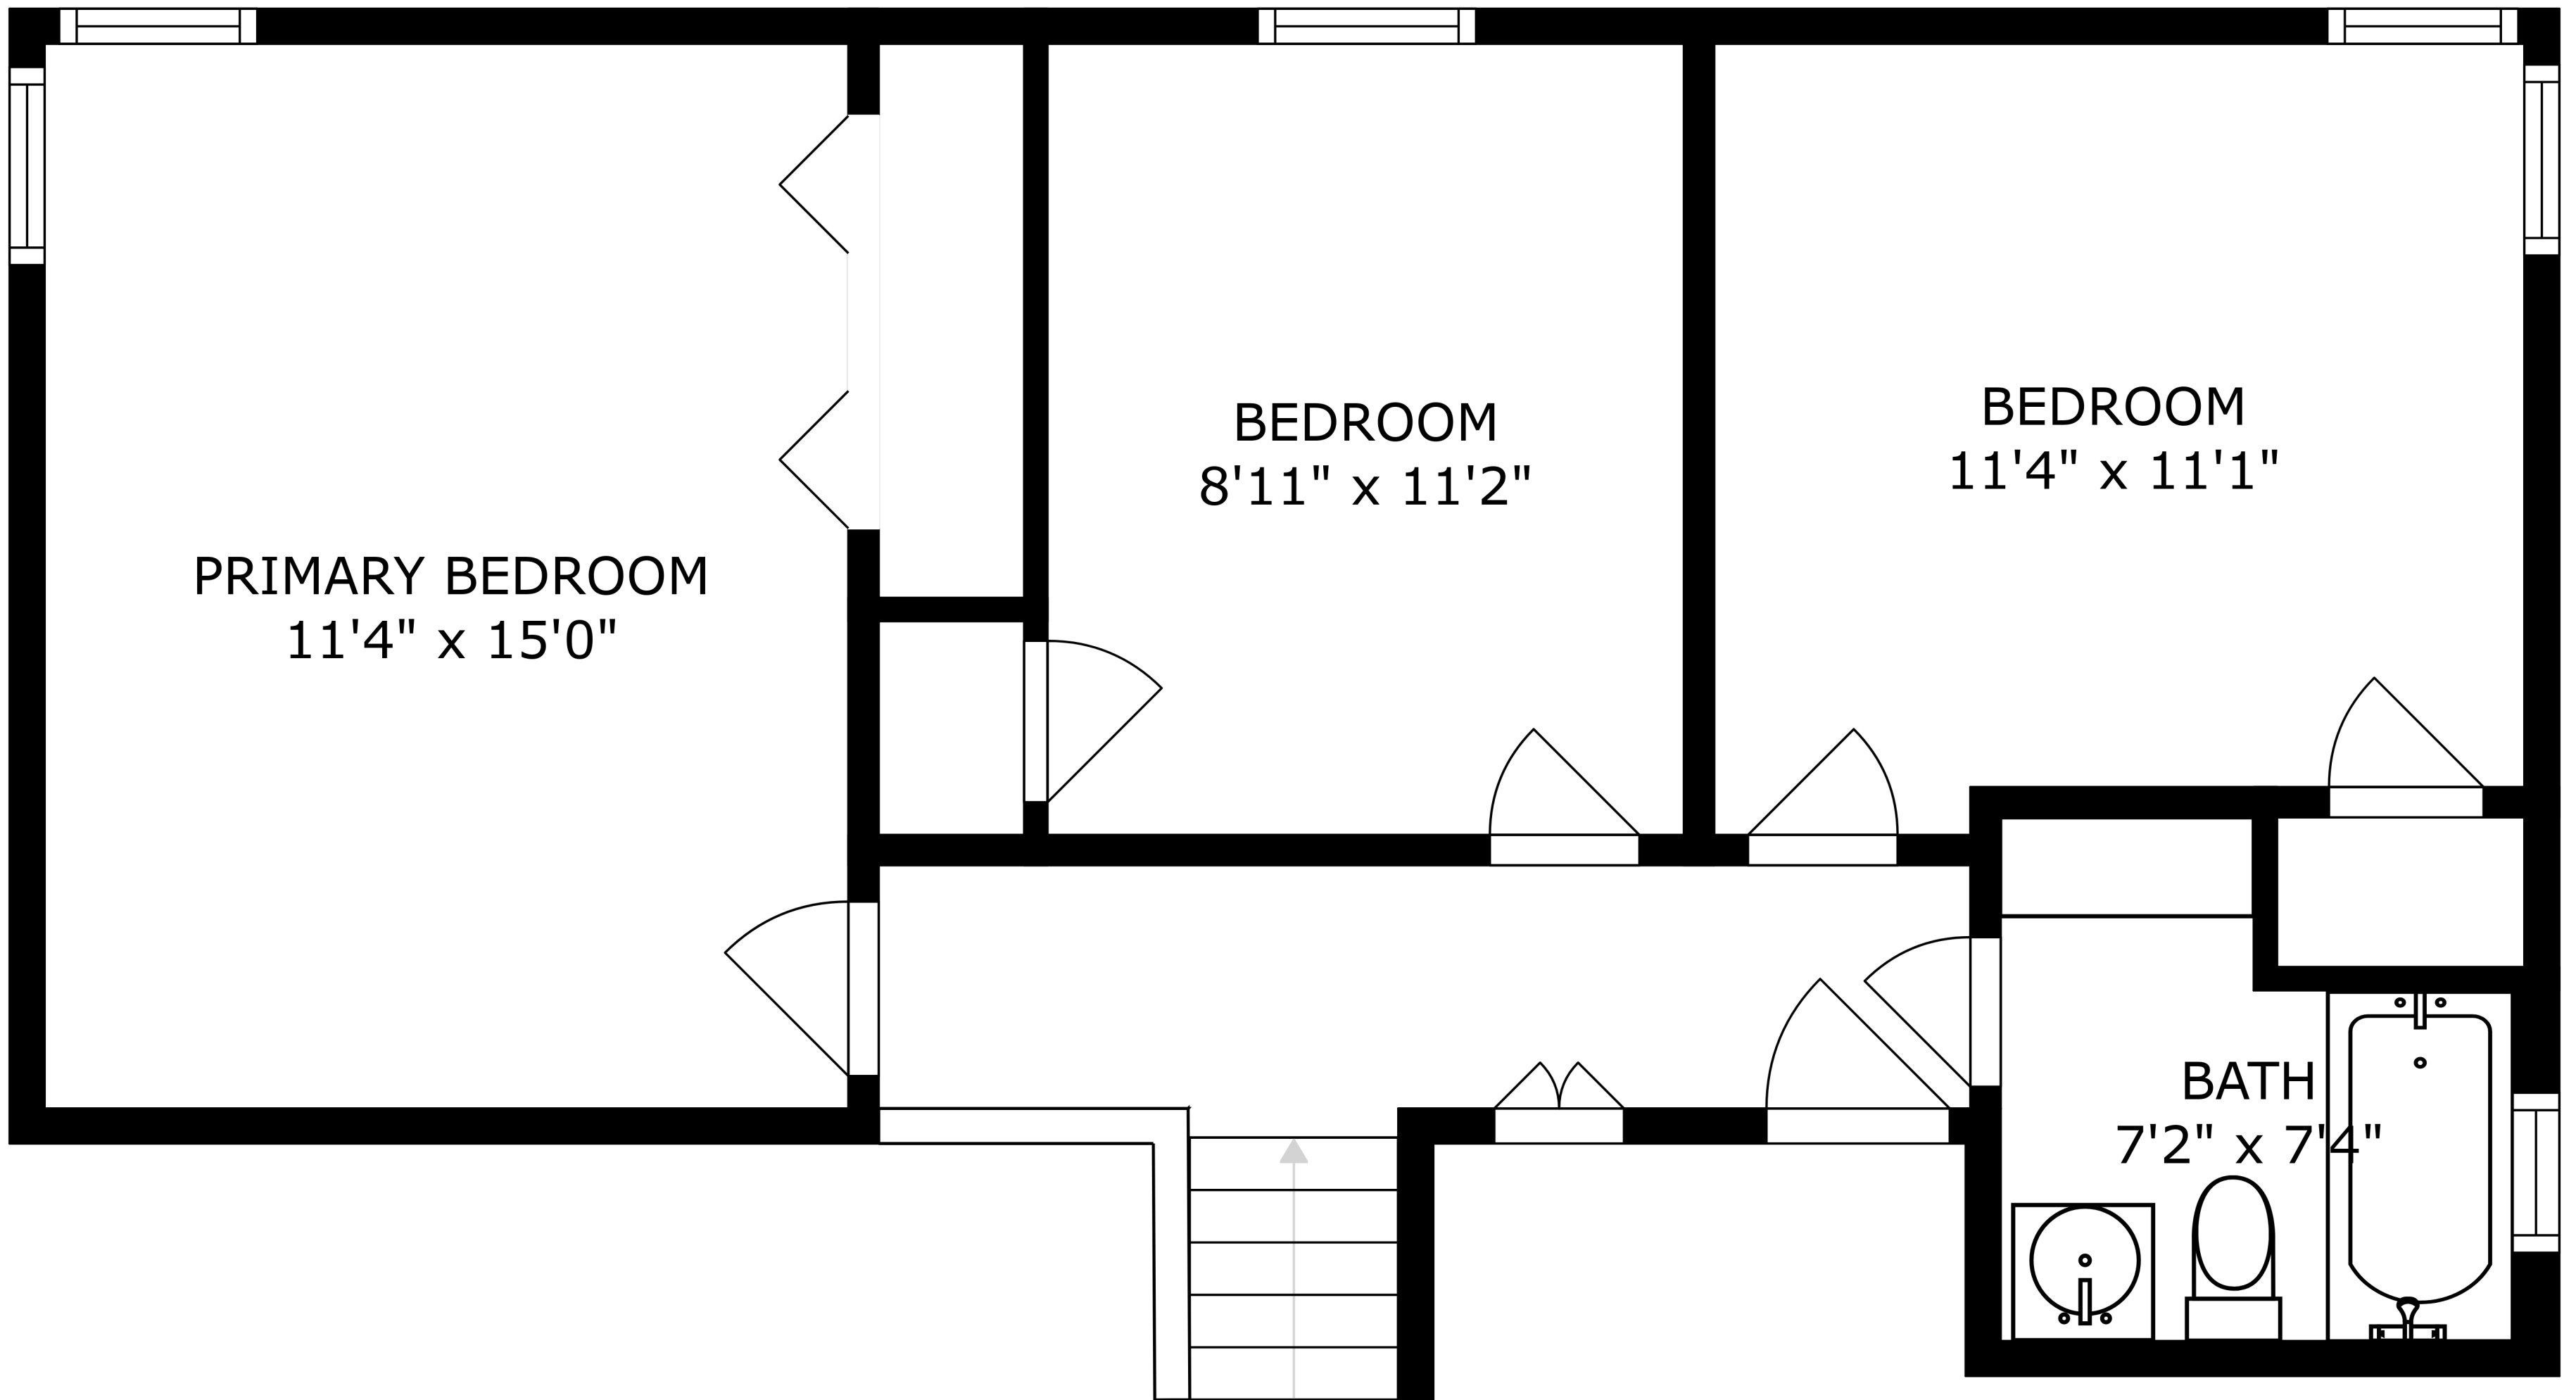 PRIMARY BEDROOM
11'4" x 15'0"
BEDROOM
8'11" x 11'2"
BEDROOM
11'4" x 11'1"
BATH
7'2" x 7'4"